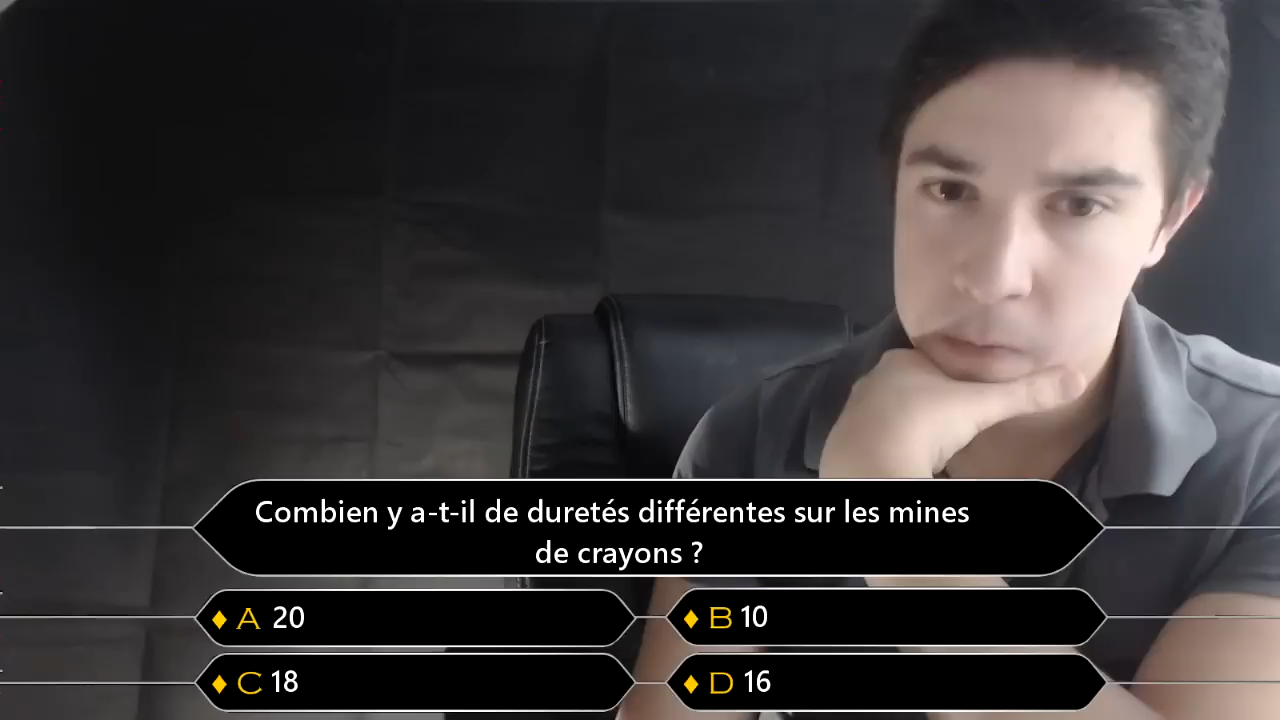 Combien y a-t-il de duretés différentes sur les mines
de crayons ?
A 20
B 10
C 18
D 16